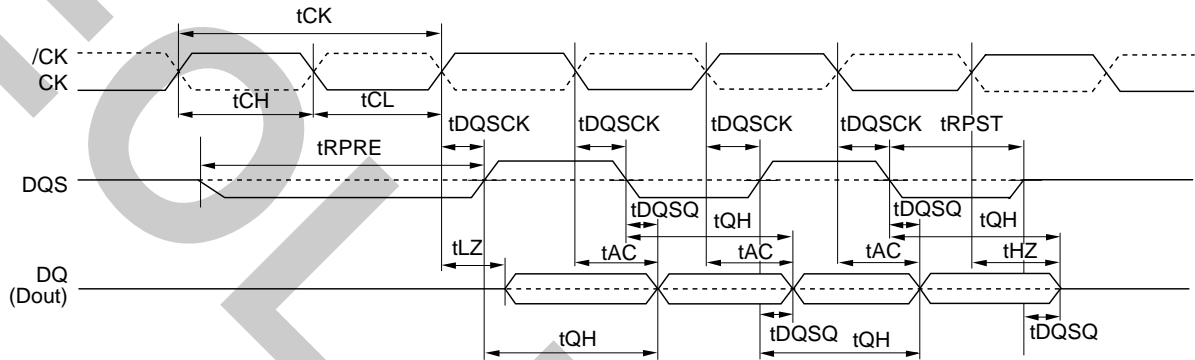 tCK
/CK
CK
tCH tCL
tDQSCK tDQSCK tDQSCK tDQSCK tRPST
tRPRE
DQS
tDQSQ tDQSQ
tQH tQH
tLZ tAC tAC tAC tHZ
DQ
(Dout)
tDQSQ tDQSQ
tQH tQH